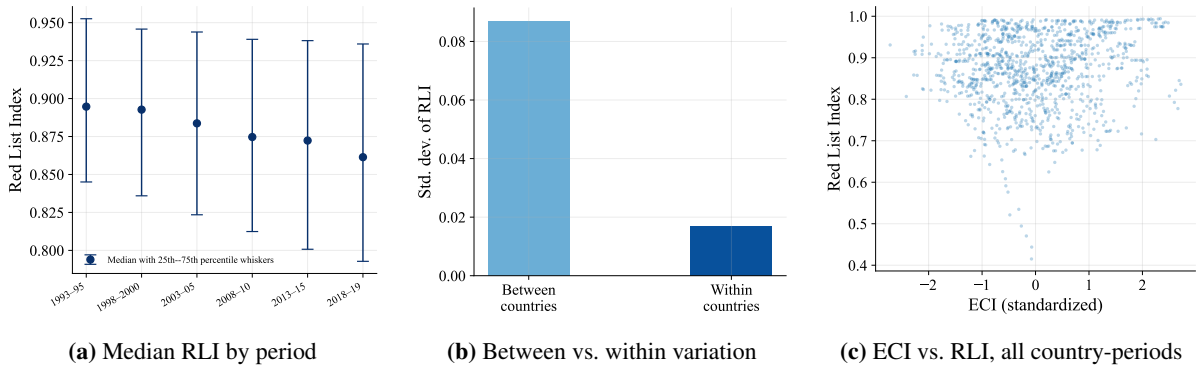 0.950
0.925
0.900
0.875
0.850
0.825
0.800
Red List Index
Median with 25th--75th percentile whiskers
1993–95
1998–2000
2003–05
2008–10
2013–15
2018–19
(a) Median RLI by period
0.08
0.06
0.04
0.02
0.00
Std. dev. of RLI
Between
countries
Within
countries
(b) Between vs. within variation
1.0
0.9
0.8
0.7
0.6
0.5
0.4
Red List Index
−2
−1
0
1
2
ECI (standardized)
(c) ECI vs. RLI, all country-periods